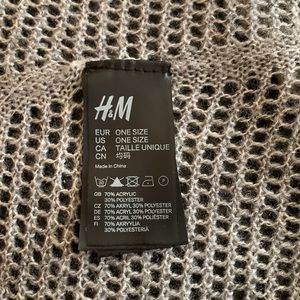 H&M
EUR ONE SIZE
US ONE SIZE
CA TAILLE UNIQUE
CN 均码
Made in China
GB 70% ACRYLIC
30% POLYESTER
CZ 70% AKRYL 30% POLYESTER
DE 70% ACRYL 30% POLYESTER
ES 70% ACRÍL 30% POLIÉSTER
FI 70% AKRYYLIA
30% POLYESTERIÄ